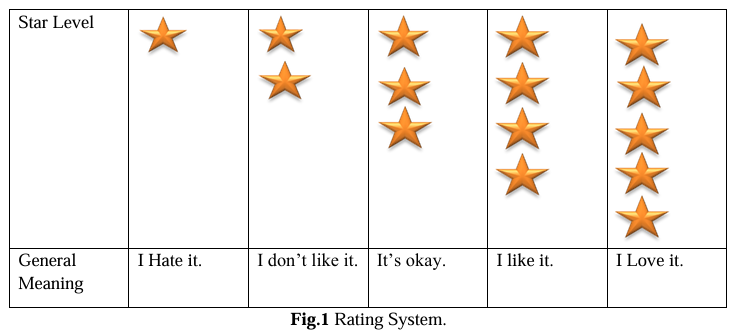 Star Level
General
Meaning
I Hate it.
I don’t like it.
It’s okay.
I like it.
I Love it.
Fig.1 Rating System.